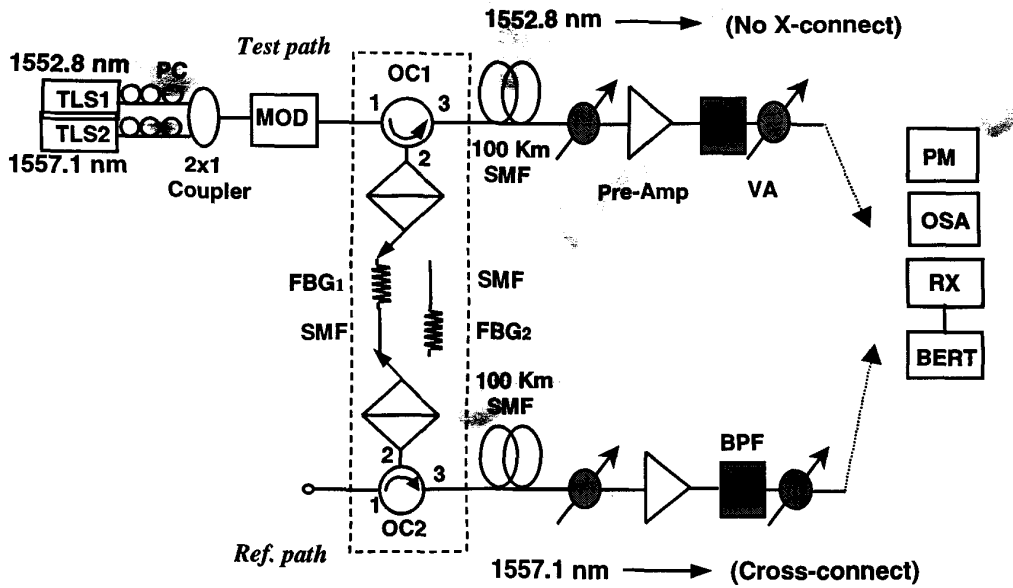 1552.8 nm (No X-connect)
Test path
1552.8 nm PC
TLS1
TLS2
1557.1 nm
2x1
Coupler
MOD
OC1
1 3
2
100 Km
SMF
Pre-Amp
VA
PM
OSA
RX
BERT
FBG1 SMF
SMF FBG2
100 Km
SMF
BPF
2
3
1
OC2
Ref. path
1557.1 nm (Cross-connect)